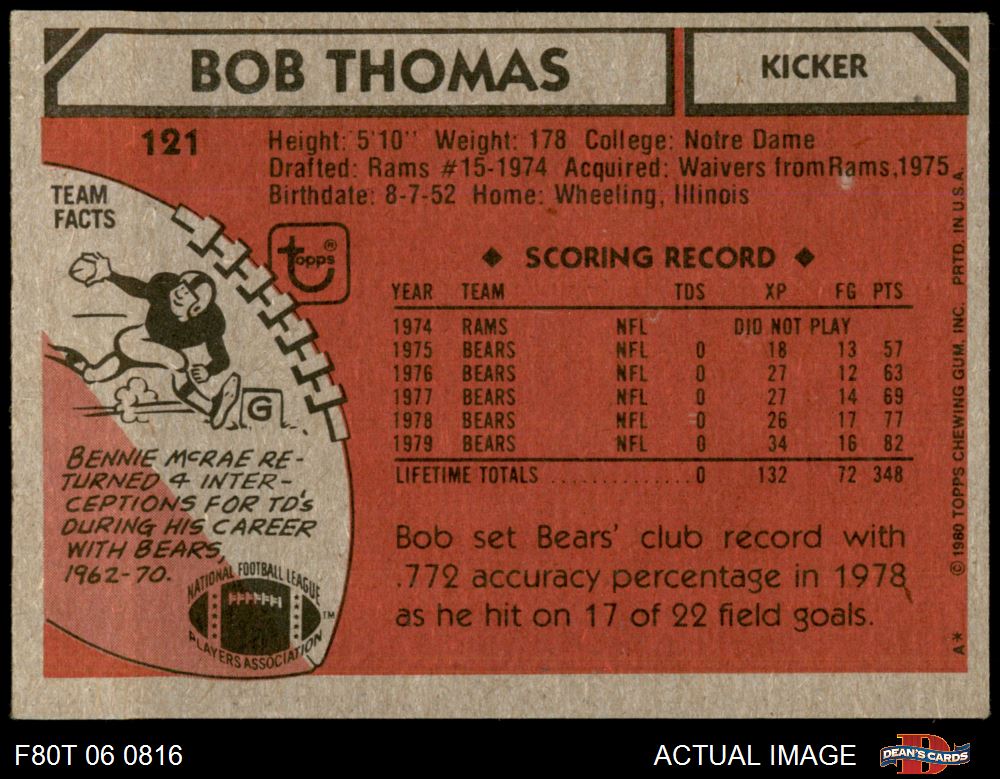 BOB THOMAS
KICKER
121
Height: 5'10" Weight: 178 College: Notre Dame
Drafted: Rams #15-1974 Acquired: Waivers from Rams, 1975
Birthdate: 8-7-52 Home: Wheeling, Illinois
TEAM
FACTS
topps®
◆ SCORING RECORD ◆
YEAR TEAM TDS XP FG PTS
1974 RAMS NFL DID NOT PLAY
1975 BEARS NFL 0 18 13 57
1976 BEARS NFL 0 27 12 63
1977 BEARS NFL 0 27 14 69
1978 BEARS NFL 0 26 17 77
1979 BEARS NFL 0 34 16 82
LIFETIME TOTALS ............. 0 132 72 348
G
BENNIE McRAE RE-
TURNED 4 INTER-
CEPTIONS FOR TD'S
DURING HIS CAREER
WITH BEARS,
1962-70.
NATIONAL FOOTBALL LEAGUE
PLAYERS ASSOCIATION
TM
Bob set Bears' club record with
.772 accuracy percentage in 1978
as he hit on 17 of 22 field goals.
© 1980 TOPPS CHEWING GUM, INC. PRTD. IN U.S.A.
A*
F80T 06 0816
ACTUAL IMAGE
D
DEAN'S CARDS